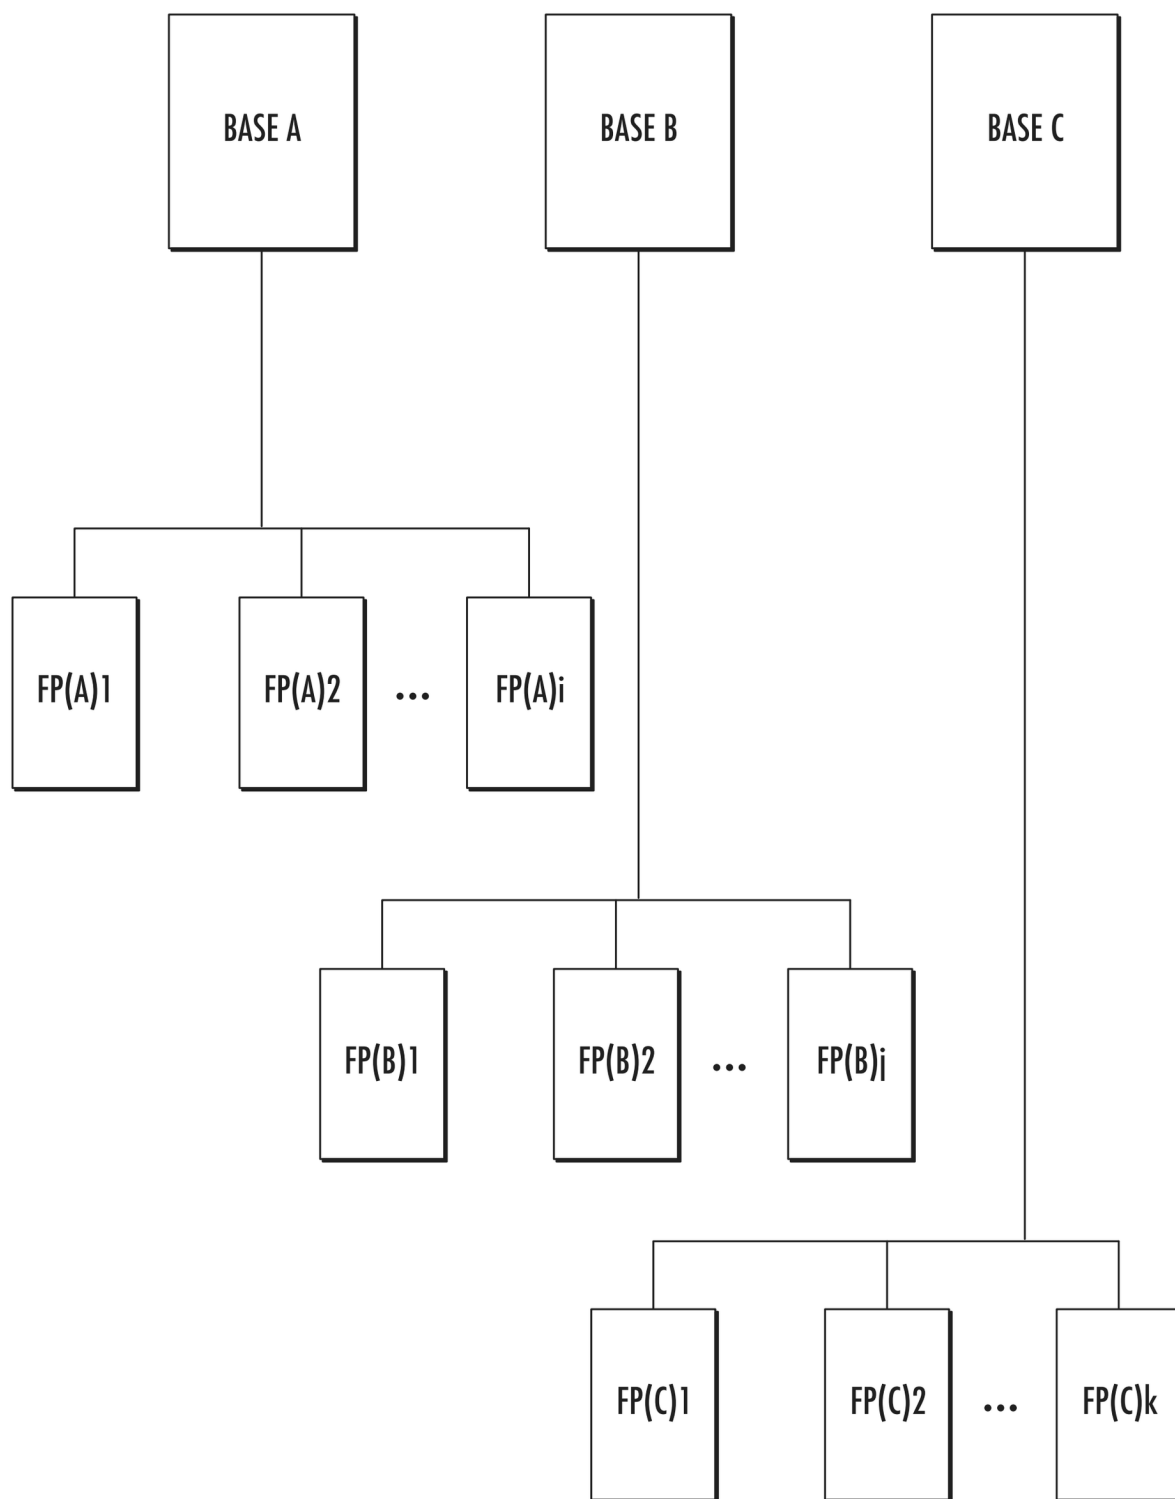 BASE A
BASE B
BASE C
FP(A)1
FP(A)2
...
FP(A)i
FP(B)1
FP(B)2
...
FP(B)j
FP(C)1
FP(C)2
...
FP(C)k